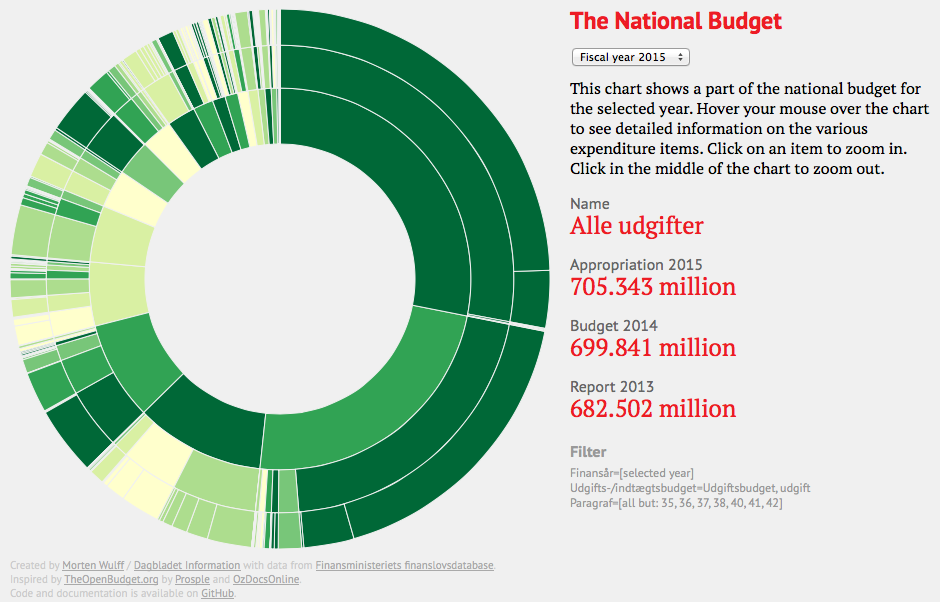 The National Budget
Fiscal year 2015
This chart shows a part of the national budget for
the selected year. Hover your mouse over the chart
to see detailed information on the various
expenditure items. Click on an item to zoom in.
Click in the middle of the chart to zoom out.
Name
Alle udgifter
Appropriation 2015
705.343 million
Budget 2014
699.841 million
Report 2013
682.502 million
Filter
Finansår=[selected year]
Udgifts-/indtægtsbudget=Udgiftsbudget, udgift
Paragraf=[all but: 35, 36, 37, 38, 40, 41, 42]
Created by Morten Wulff / Dagbladet Information with data from Finansministeriets finanslovsdatabase.
Inspired by TheOpenBudget.org by Prosple and OzDocsOnline.
Code and documentation is available on GitHub.